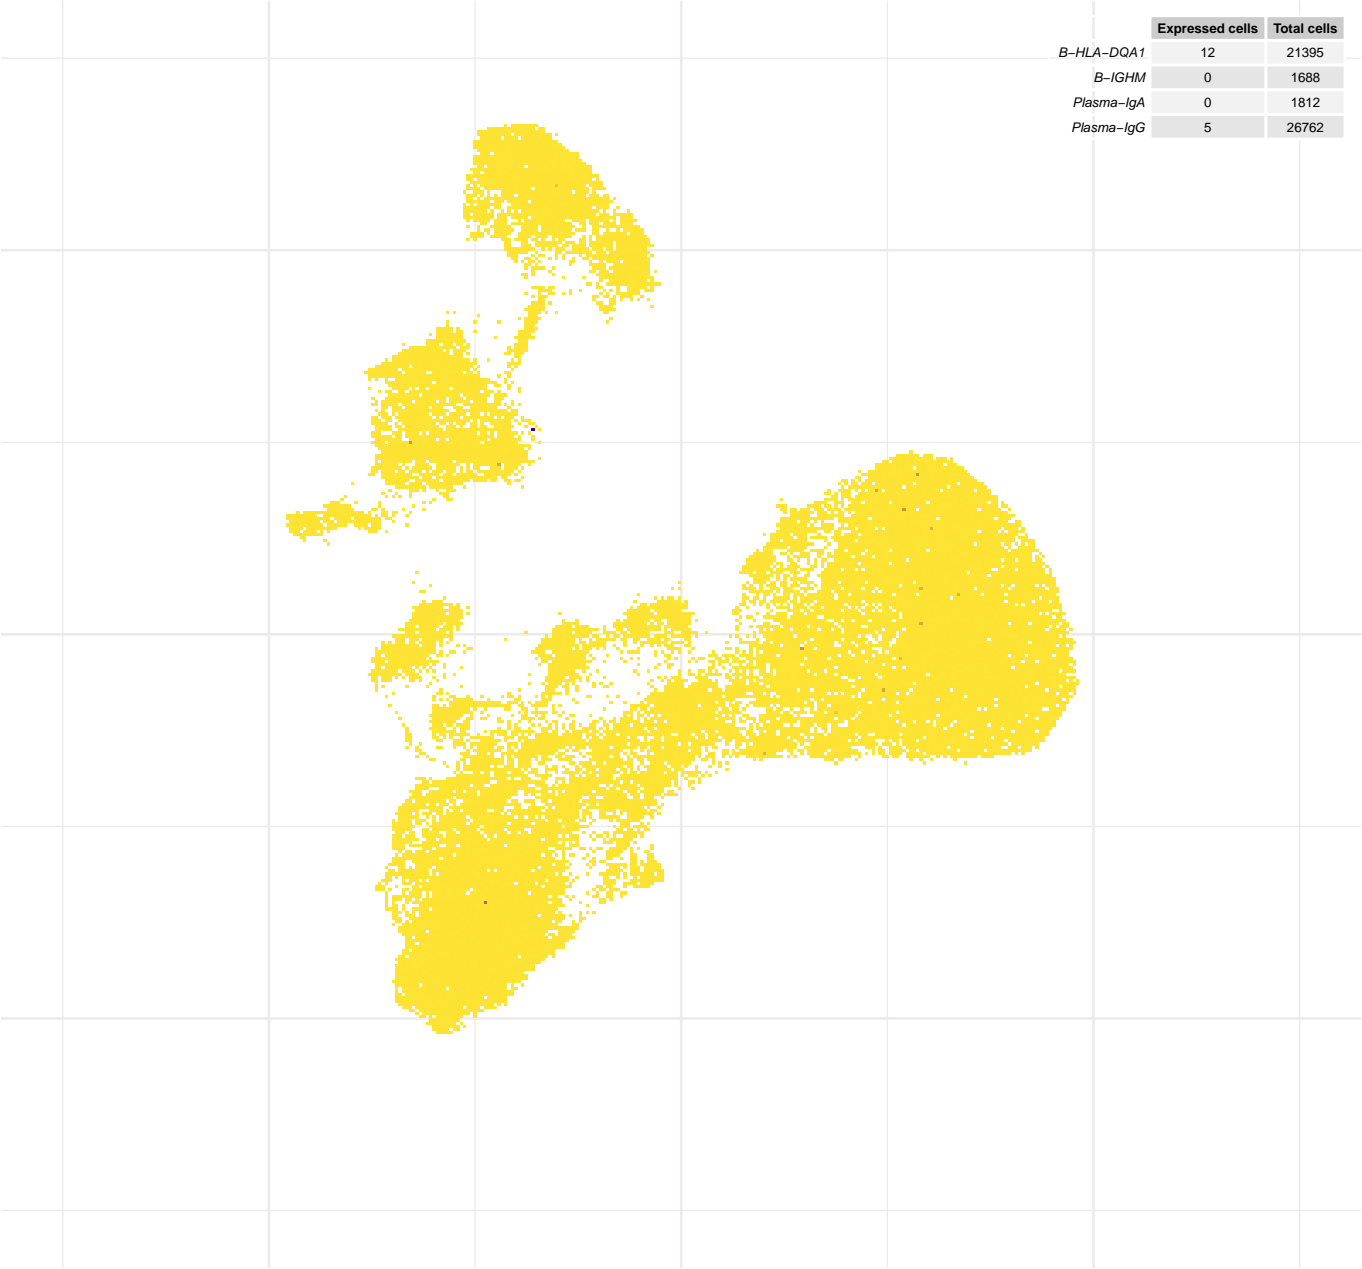 Expressed cells Total cells
B−HLA−DQA1 12 21395
B−IGHM 0 1688
Plasma−IgA 0 1812
Plasma−IgG 5 26762